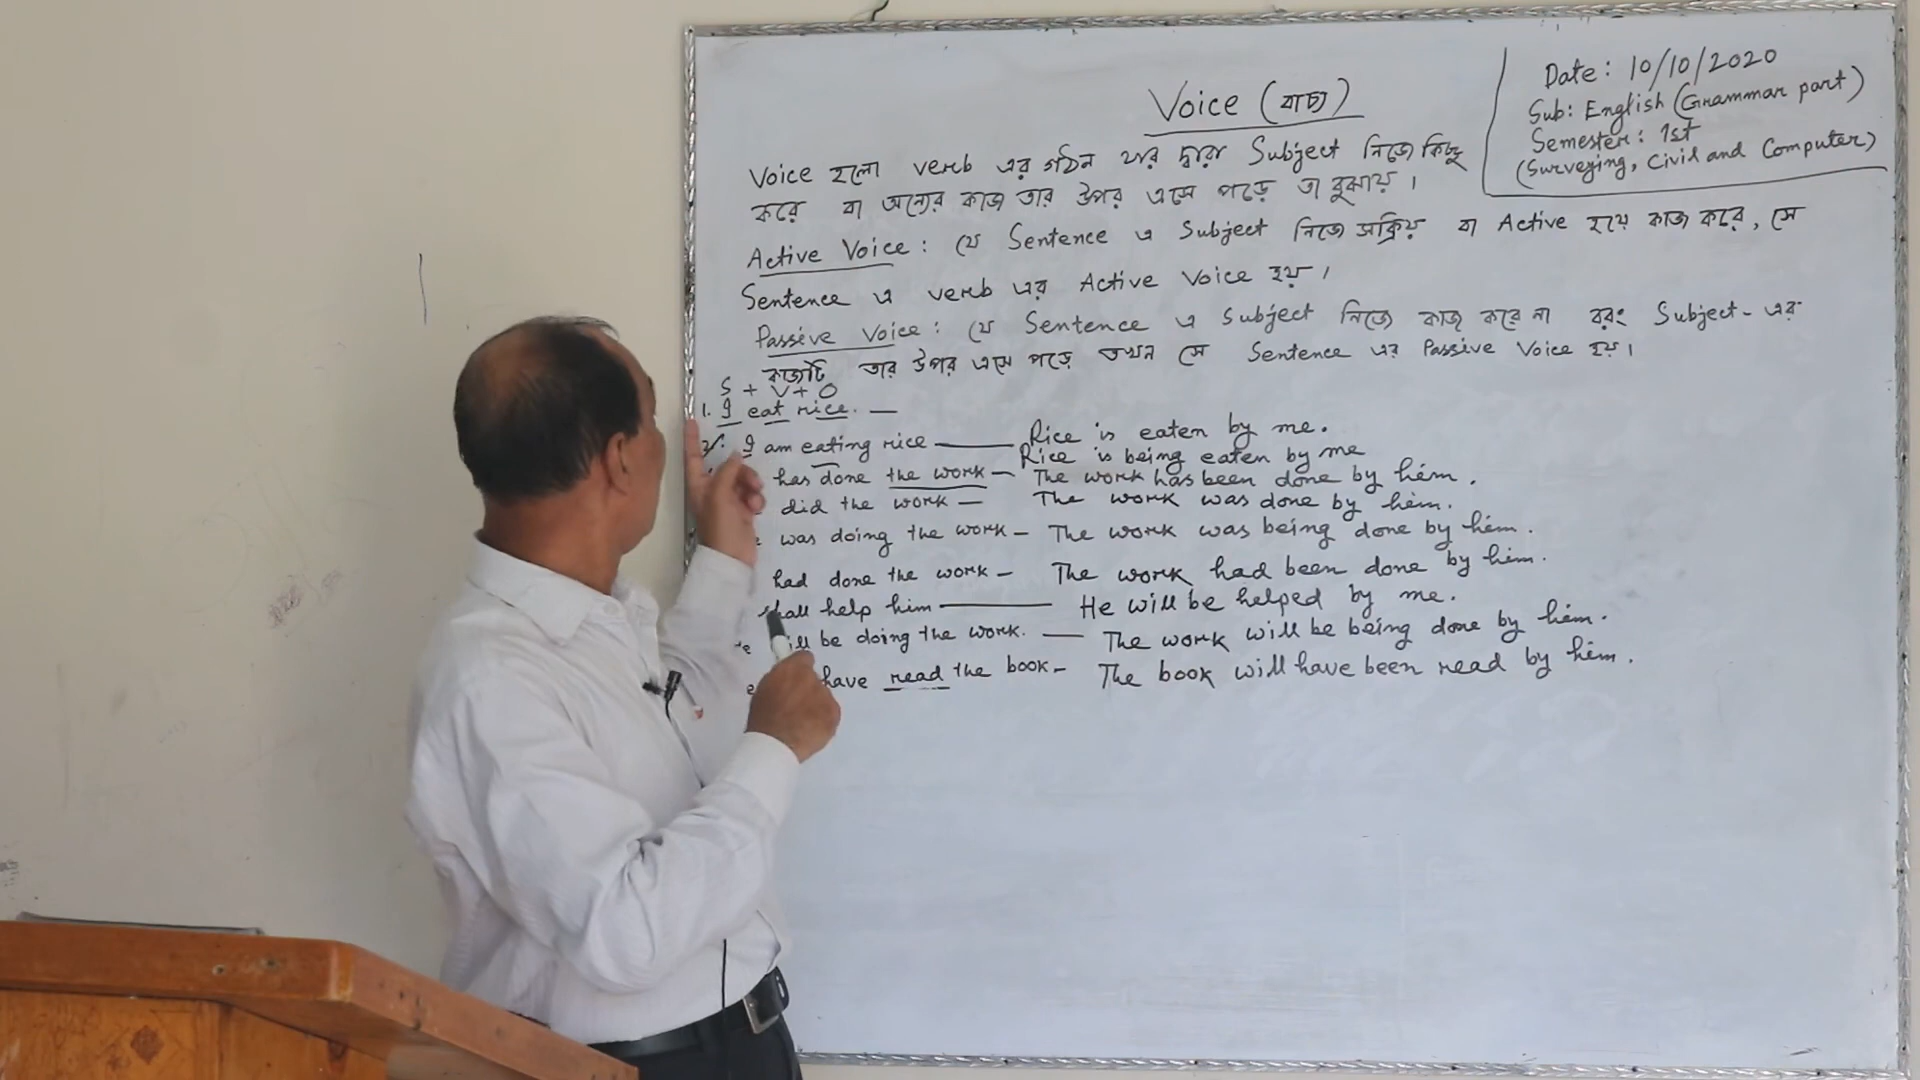 Voice (বাচ্য)
Date: 10/10/2020
Sub: English (Grammar part)
Semester: 1st
(Surveying, Civil and Computer)
Voice হলো verb এর গঠন যার দ্বারা Subject নিজে কিছু
করে বা অন্যের কাজ তার উপর এসে পড়ে তা বুঝায়।
Active Voice: যে Sentence এ Subject নিজে সক্রিয় বা Active হয়ে কাজ করে, সে
Sentence এ verb এর Active Voice হয়।
Passive Voice: যে Sentence এ Subject নিজে কাজ করে না বরং Subject-এর
কাজটি তার উপর এসে পড়ে তখন সে Sentence এর Passive Voice হয়।
S + V + O
1. I eat rice. —
2. I am eating rice — Rice is eaten by me.
Rice is being eaten by me
has done the work — The work has been done by him.
did the work — The work was done by him.
was doing the work — The work was being done by him.
had done the work — The work had been done by him.
shall help him — He will be helped by me.
be doing the work. — The work will be being done by him.
have read the book — The book will have been read by him.